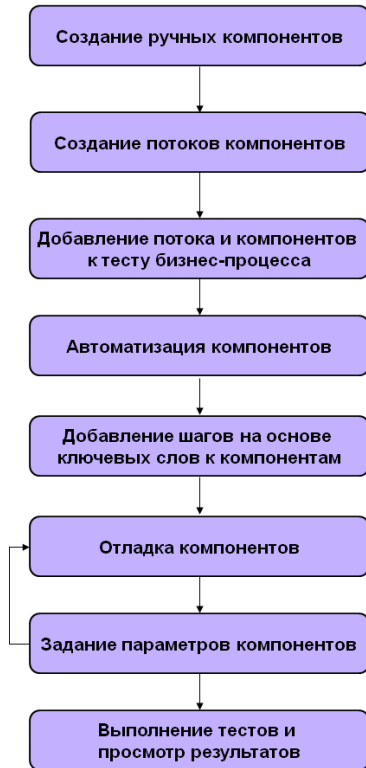 Создание ручных компонентов
Создание потоков компонентов
Добавление потока и компонентов
к тесту бизнес-процесса
Автоматизация компонентов
Добавление шагов на основе
ключевых слов к компонентам
Отладка компонентов
Задание параметров компонентов
Выполнение тестов и
просмотр результатов